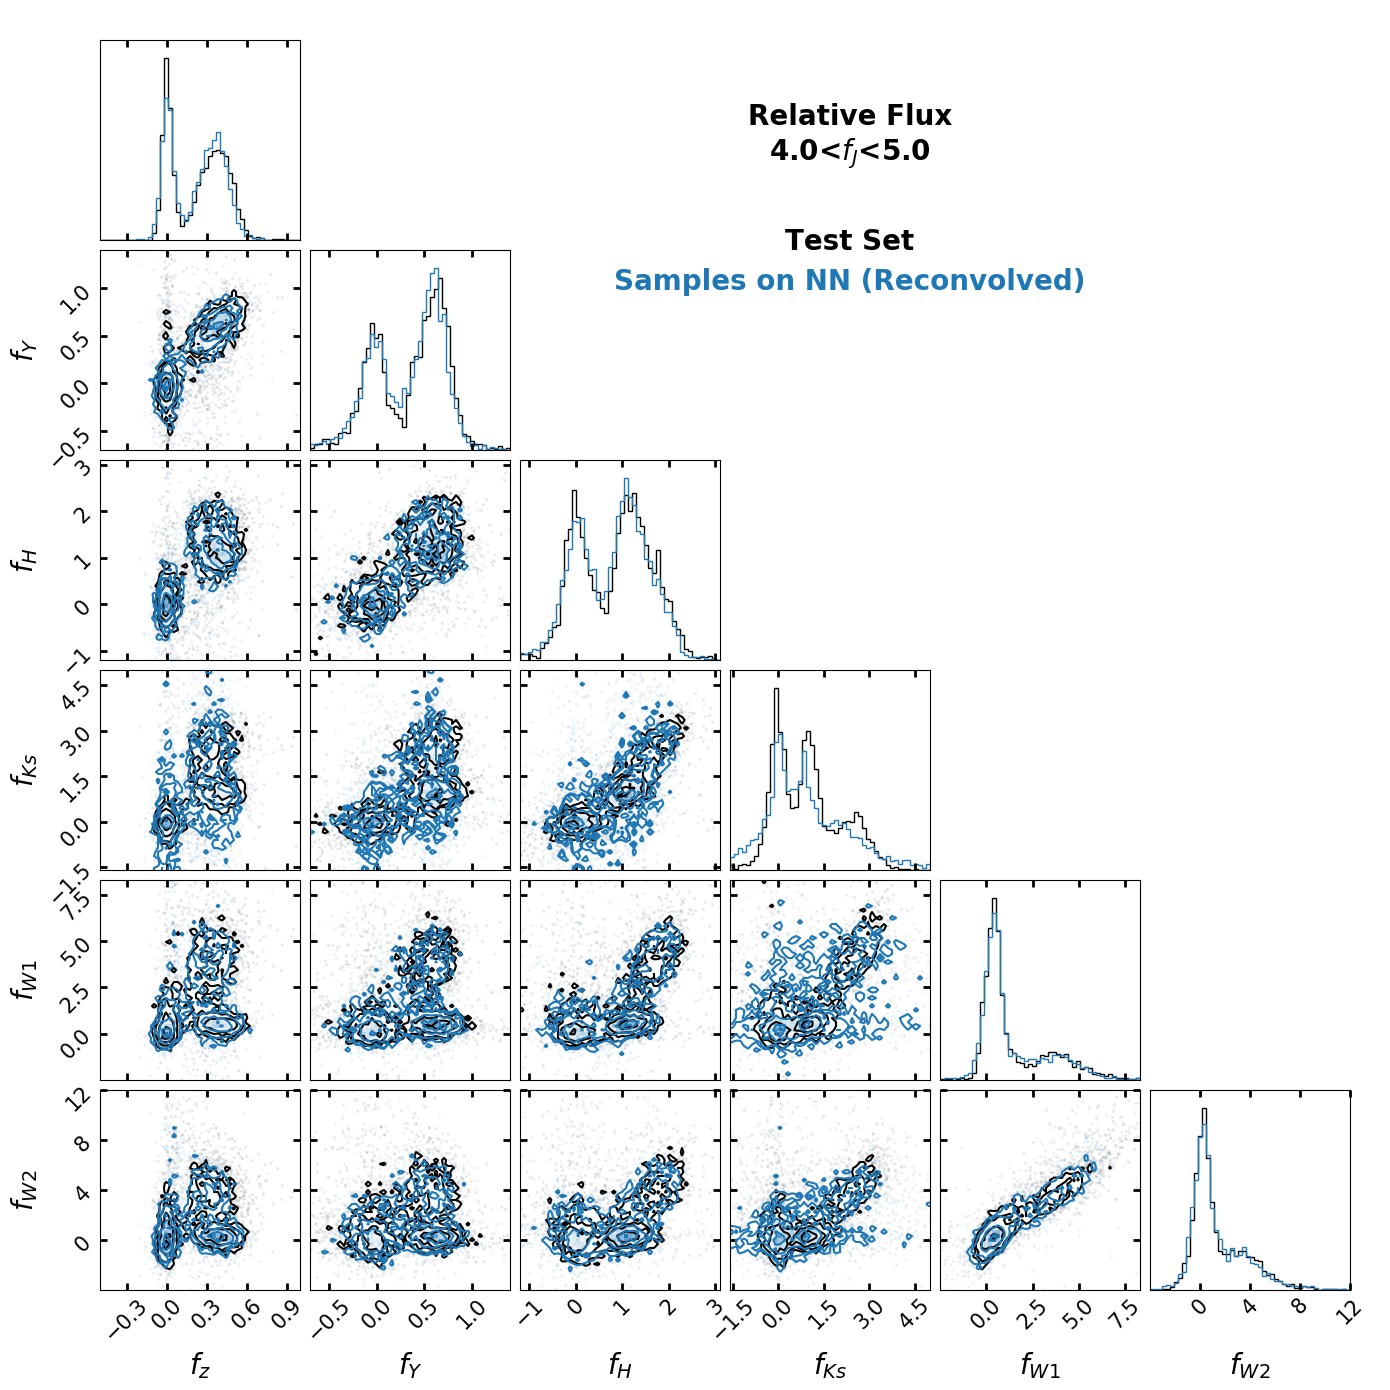 Relative Flux
4.0<f_J<5.0
Test Set
Samples on NN (Reconvolved)
f_Y
1.0
0.5
0.0
−0.5
f_H
3
2
1
0
−1
f_Ks
4.5
3.0
1.5
0.0
−1.5
f_W1
7.5
5.0
2.5
0.0
f_W2
12
8
4
0
−0.3 0.0 0.3 0.9
−0.5 0.0 0.5 1.0
−1 0 1 2 3
−1.5 0.0 1.5 3.0 4.5
0.0 2.5 5.0 7.5
0 4 8 12
f_z f_Y f_H f_Ks f_W1 f_W2